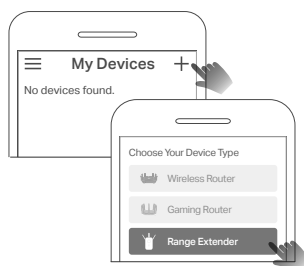 My Devices
No devices found.
Choose Your Device Type
Wireless Router
Gaming Router
Range Extender